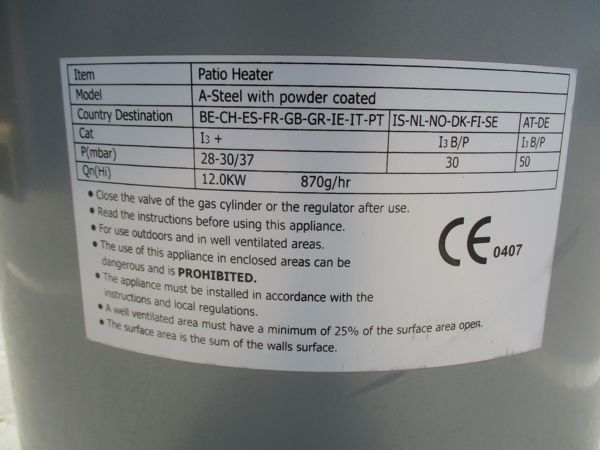 Item Patio Heater
Model A-Steel with powder coated
Country Destination BE-CH-ES-FR-GB-GR-IE-IT-PT IS-NL-NO-DK-FI-SE AT-DE
Cat I3 + I3 B/P I3 B/P
P(mbar) 28-30/37 30 50
Qn(Hi) 12.0KW 870g/hr
• Close the valve of the gas cylinder or the regulator after use.
• Read the instructions before using this appliance.
• For use outdoors and in well ventilated areas.
• The use of this appliance in enclosed areas can be
dangerous and is PROHIBITED.
• The appliance must be installed in accordance with the
instructions and local regulations.
• A well ventilated area must have a minimum of 25% of the surface area open.
• The surface area is the sum of the walls surface.
CE 0407